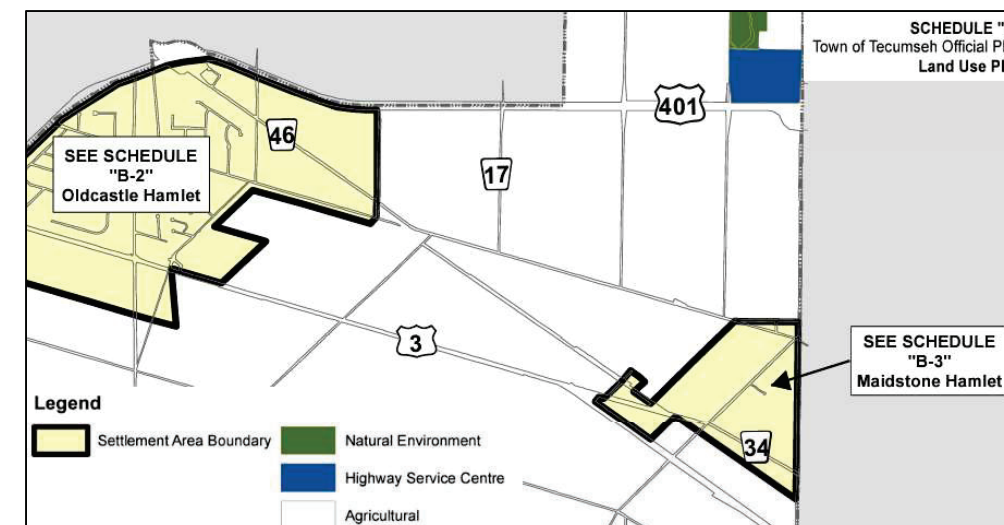 SCHEDULE "
Town of Tecumseh Official Pl
Land Use Pl
401
46
SEE SCHEDULE
"B-2"
Oldcastle Hamlet
17
3
SEE SCHEDULE
"B-3"
Maidstone Hamlet
34
Legend
Settlement Area Boundary
Natural Environment
Highway Service Centre
Agricultural